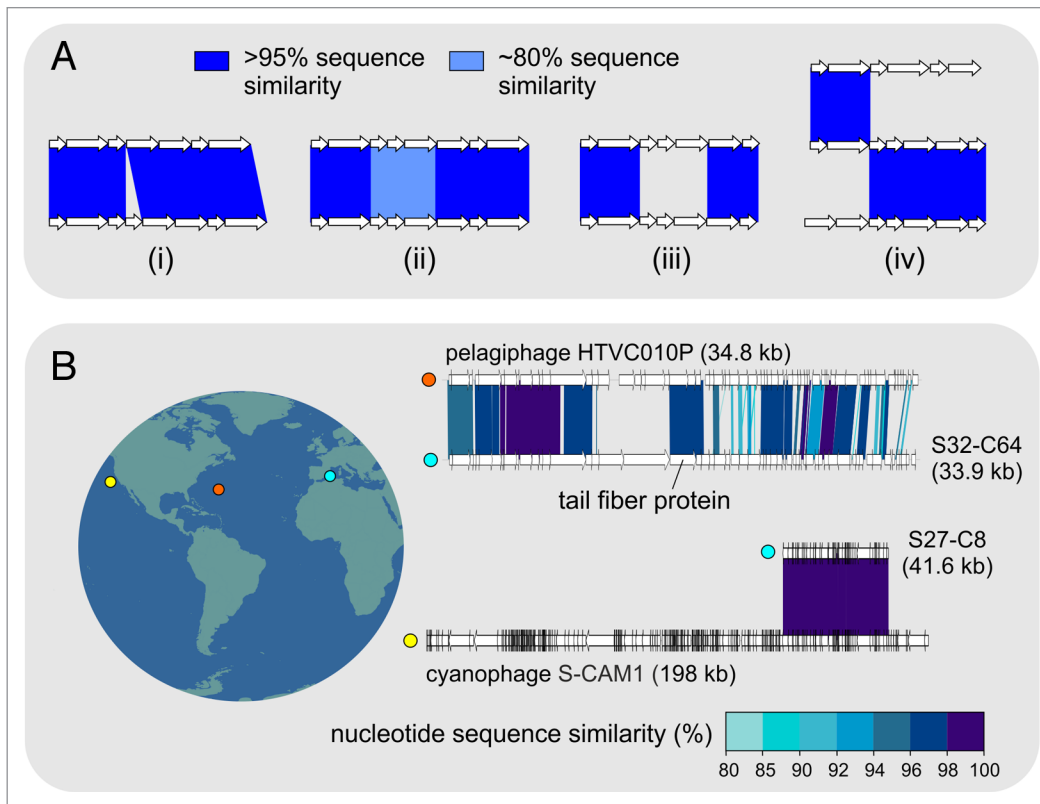 A
>95% sequence
similarity
~80% sequence
similarity
(i)
(ii)
(iii)
(iv)
B
pelagiphage HTVC010P (34.8 kb)
S32-C64
(33.9 kb)
tail fiber protein
S27-C8
(41.6 kb)
cyanophage S-CAM1 (198 kb)
nucleotide sequence similarity (%)
80 85 90 92 94 96 98 100